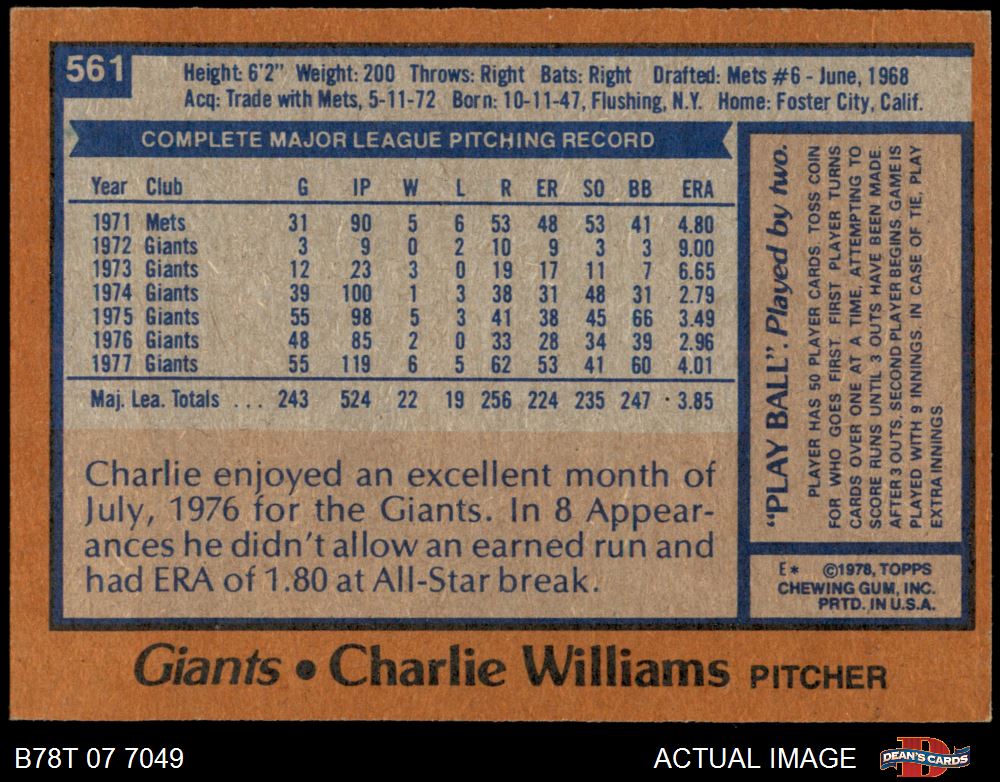 561
Height: 6'2" Weight: 200 Throws: Right Bats: Right Drafted: Mets #6 - June, 1968
Acq: Trade with Mets, 5-11-72 Born: 10-11-47, Flushing, N.Y. Home: Foster City, Calif.
COMPLETE MAJOR LEAGUE PITCHING RECORD
Year Club G IP W L R ER SO BB ERA
1971 Mets 31 90 5 6 53 48 53 41 4.80
1972 Giants 3 9 0 2 10 9 3 3 9.00
1973 Giants 12 23 3 0 19 17 11 7 6.65
1974 Giants 39 100 1 3 38 31 48 31 2.79
1975 Giants 55 98 5 3 41 38 45 66 3.49
1976 Giants 48 85 2 0 33 28 34 39 2.96
1977 Giants 55 119 6 5 62 53 41 60 4.01
Maj. Lea. Totals ... 243 524 22 19 256 224 235 247 3.85
Charlie enjoyed an excellent month of
July, 1976 for the Giants. In 8 Appear-
ances he didn't allow an earned run and
had ERA of 1.80 at All-Star break.
"PLAY BALL". Played by two.
PLAYER HAS 50 PLAYER CARDS. TOSS COIN
FOR WHO GOES FIRST. FIRST PLAYER TURNS
CARDS OVER ONE AT A TIME, ATTEMPTING TO
SCORE RUNS UNTIL 3 OUTS HAVE BEEN MADE.
AFTER 3 OUTS, SECOND PLAYER BEGINS GAME IS
PLAYED WITH 9 INNINGS. IN CASE OF TIE, PLAY
EXTRA INNINGS
E* ©1978, TOPPS
CHEWING GUM, INC.
PRTD. IN U.S.A.
Giants • Charlie Williams PITCHER
B78T 07 7049 ACTUAL IMAGE DEAN'S CARDS